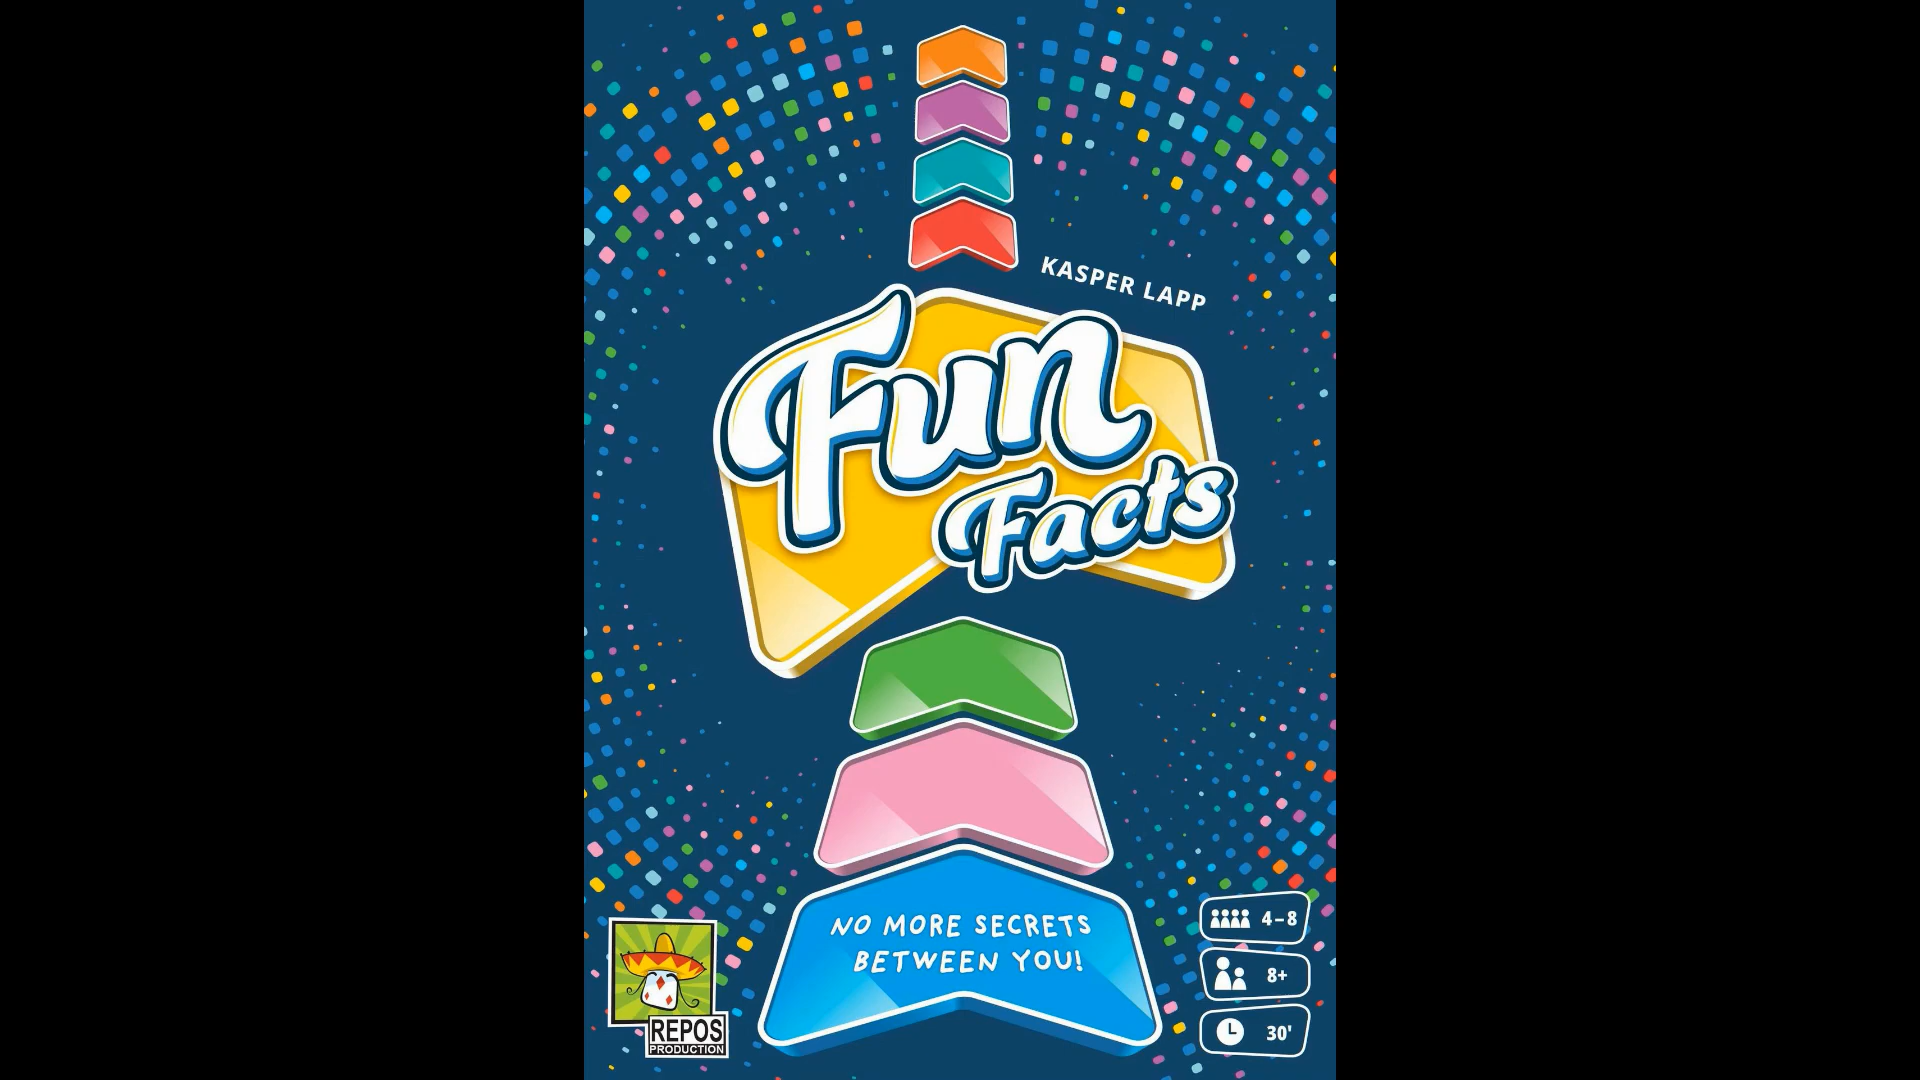 KASPER LAPP
Fun
Facts
NO MORE SECRETS
BETWEEN YOU!
4-8
8+
30'
REPOS
PRODUCTION